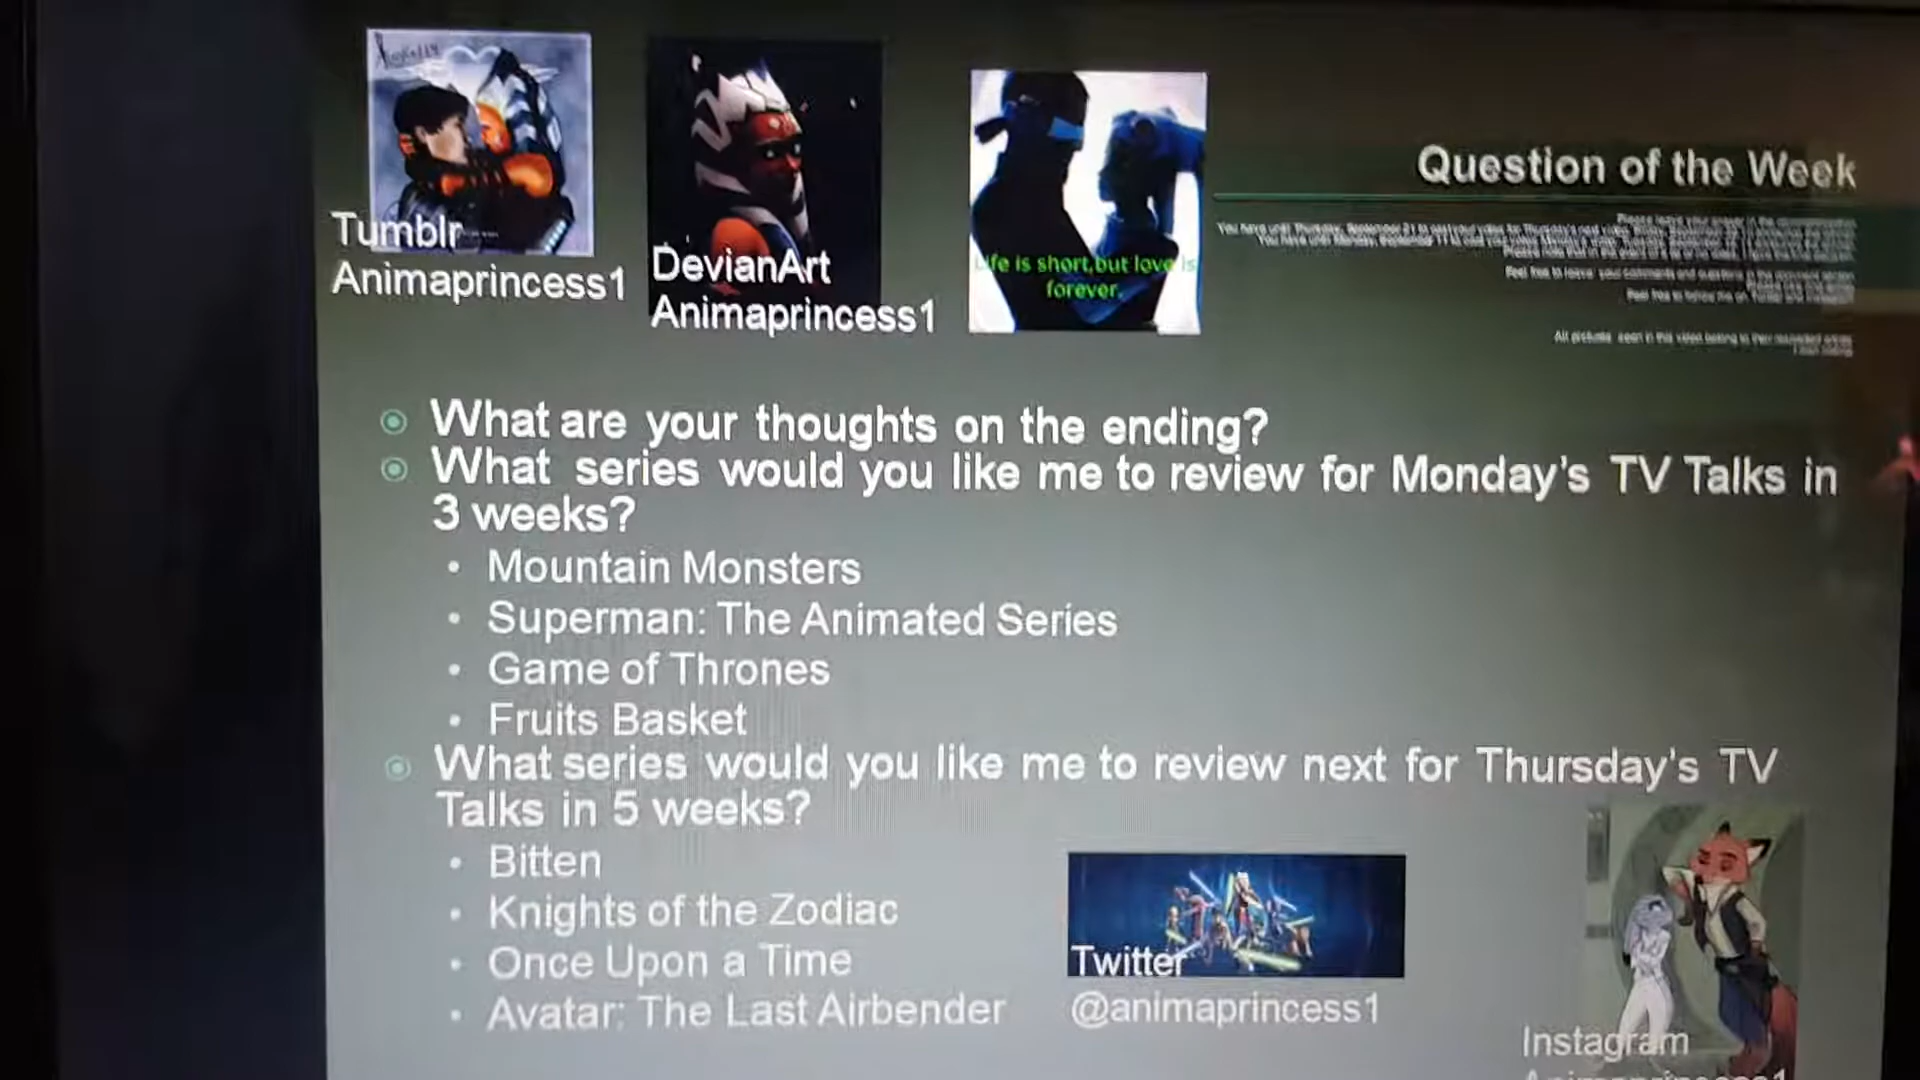 Tumblr
Animaprincess1
DevianArt
Animaprincess1
Life is short,but love is
forever.
Question of the Week
What are your thoughts on the ending?
What series would you like me to review for Monday's TV Talks in
3 weeks?
Mountain Monsters
Superman: The Animated Series
Game of Thrones
Fruits Basket
What series would you like me to review next for Thursday's TV
Talks in 5 weeks?
Bitten
Knights of the Zodiac
Once Upon a Time
Avatar: The Last Airbender
Twitter
@animaprincess1
Instagram
Animaprincess1